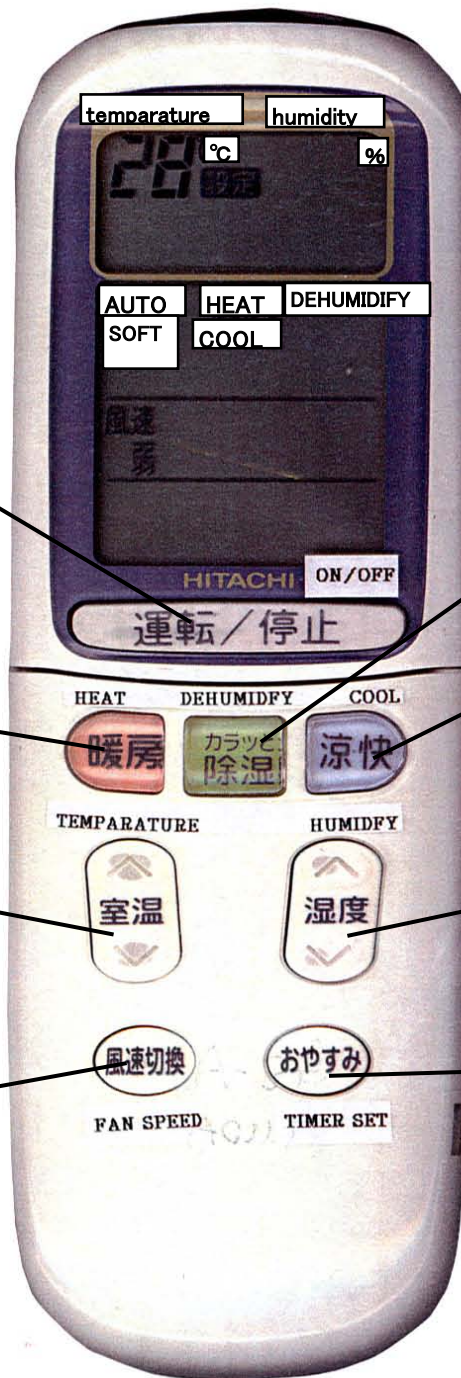 temparature humidity
28 ℃ 設定 %
AUTO HEAT DEHUMIDIFY
SOFT COOL
風速
弱
HITACHI ON/OFF
運転/停止
HEAT DEHUMIDFY COOL
暖房 カラッと 除湿 涼快
TEMPARATURE HUMIDFY
室温 湿度
風速切換 おやすみ
FAN SPEED TIMER SET